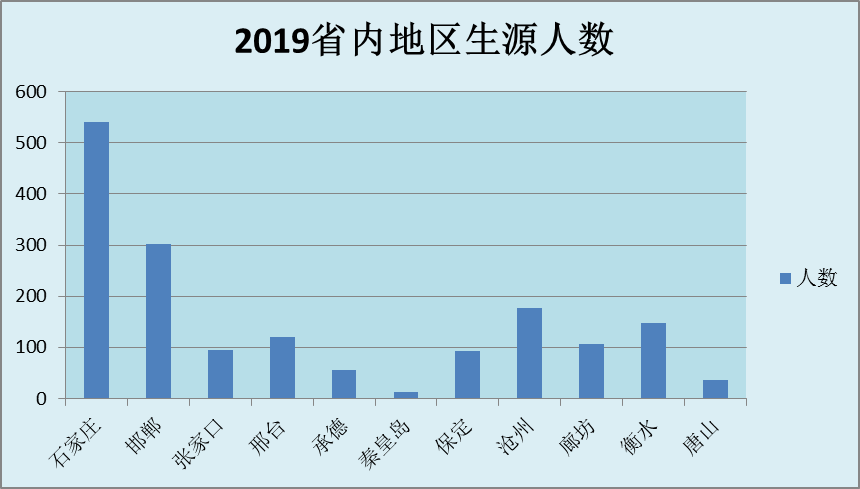 2019省内地区生源人数
600
500
400
300
200
100
0
石家庄
邯郸
张家口
邢台
承德
秦皇岛
保定
沧州
廊坊
衡水
唐山
人数